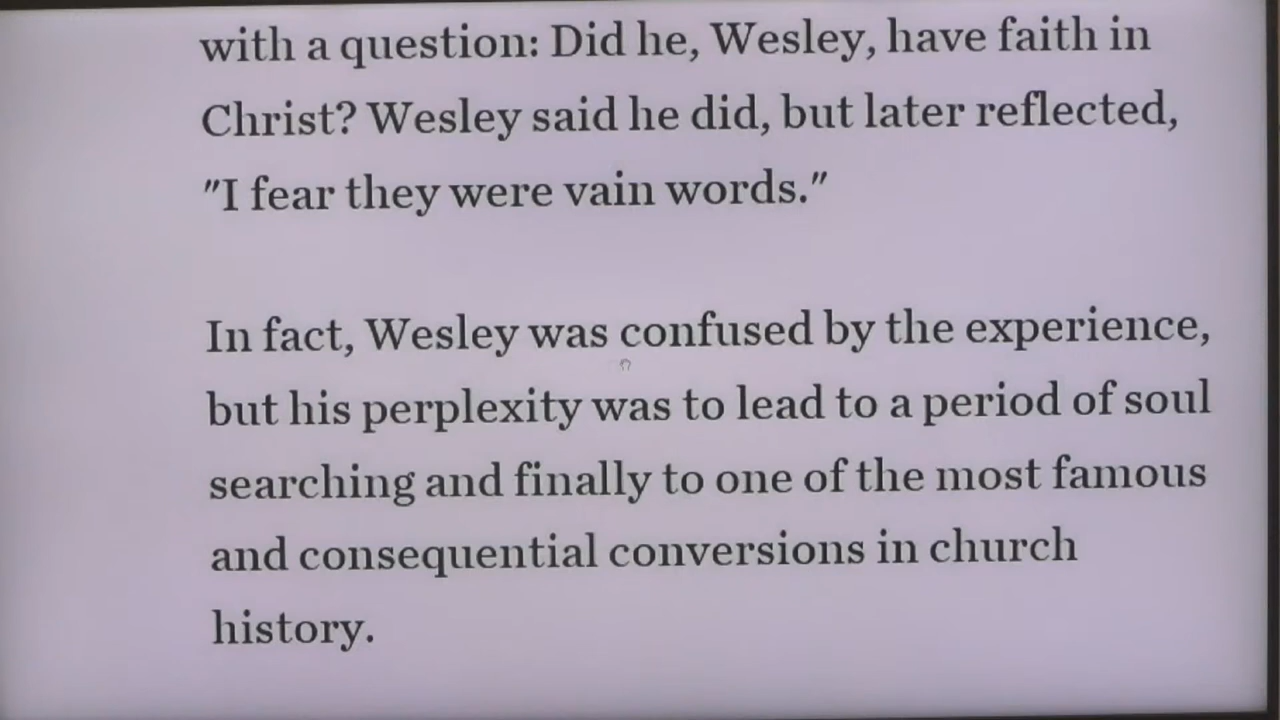 with a question: Did he, Wesley, have faith in
Christ? Wesley said he did, but later reflected,
"I fear they were vain words."
In fact, Wesley was confused by the experience,
but his perplexity was to lead to a period of soul
searching and finally to one of the most famous
and consequential conversions in church
history.